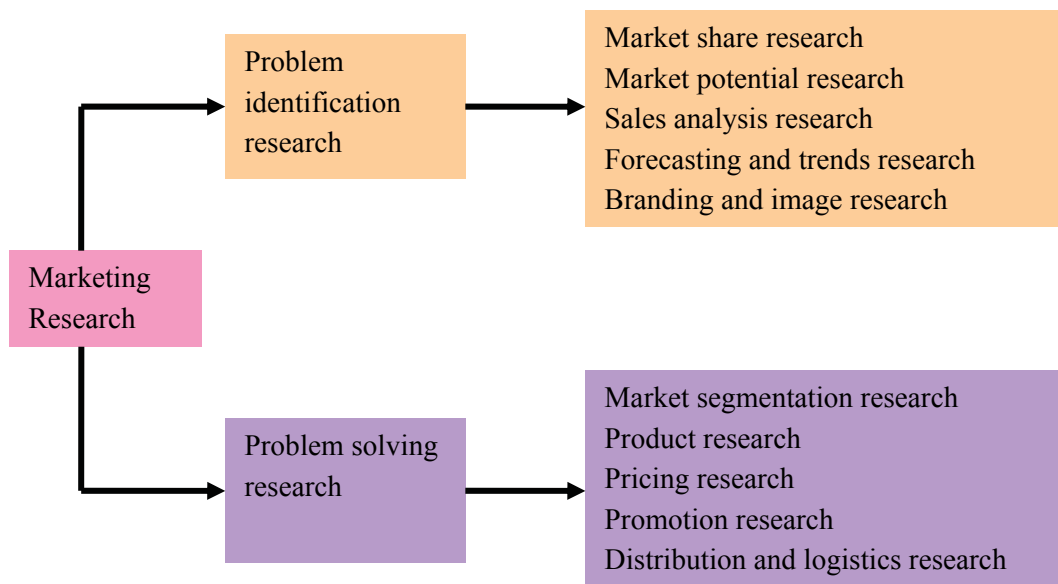 Marketing
Research
Problem
identification
research
Market share research
Market potential research
Sales analysis research
Forecasting and trends research
Branding and image research
Problem solving
research
Market segmentation research
Product research
Pricing research
Promotion research
Distribution and logistics research